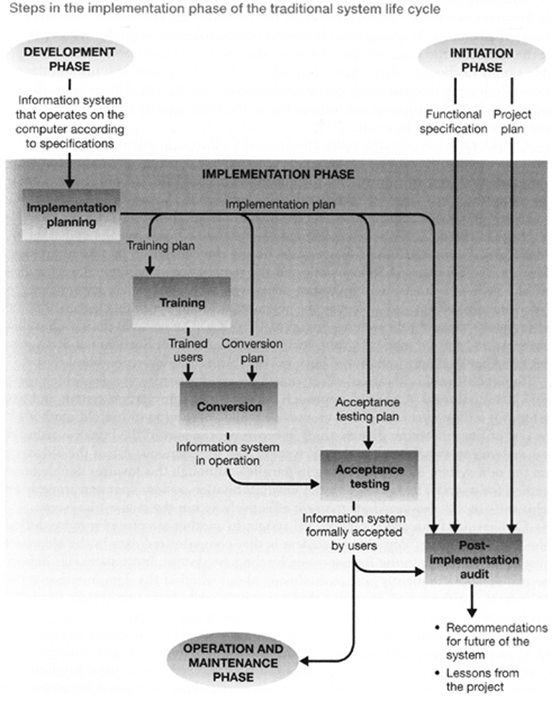 Steps in the implementation phase of the traditional system life cycle
DEVELOPMENT
PHASE
INITIATION
PHASE
Information system
that operates on the
computer according
to specifications
Functional
specification
Project
plan
IMPLEMENTATION PHASE
Implementation
planning
Implementation plan
Training plan
Training
Trained
users
Conversion
plan
Conversion
Acceptance
testing plan
Information system
in operation
Acceptance
testing
Information system
formally accepted
by users
Post-
implementation
audit
• Recommendations
for future of the
system
• Lessons from
the project
OPERATION AND
MAINTENANCE
PHASE